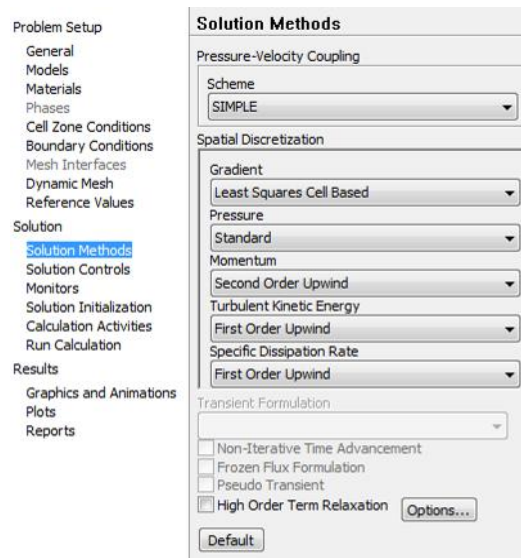 Problem Setup
General
Models
Materials
Phases
Cell Zone Conditions
Boundary Conditions
Mesh Interfaces
Dynamic Mesh
Reference Values
Solution
Solution Methods
Solution Controls
Monitors
Solution Initialization
Calculation Activities
Run Calculation
Results
Graphics and Animations
Plots
Reports
Solution Methods
Pressure-Velocity Coupling
Scheme
SIMPLE
Spatial Discretization
Gradient
Least Squares Cell Based
Pressure
Standard
Momentum
Second Order Upwind
Turbulent Kinetic Energy
First Order Upwind
Specific Dissipation Rate
First Order Upwind
Transient Formulation
Non-Iterative Time Advancement
Frozen Flux Formulation
Pseudo Transient
High Order Term Relaxation Options...
Default